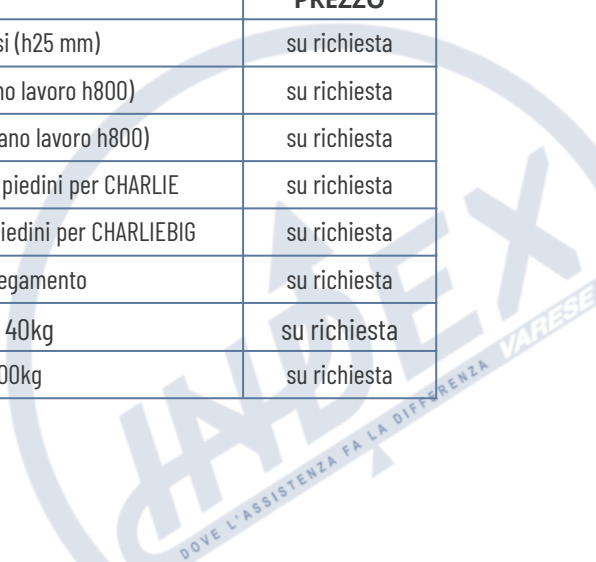 PREZZO
si (h25 mm) su richiesta
no lavoro h800) su richiesta
ano lavoro h800) su richiesta
piedini per CHARLIE su richiesta
iedini per CHARLIEBIG su richiesta
egamento su richiesta
40kg su richiesta
00kg su richiesta
INDEX
VARESE
DOVE L'ASSISTENZA FA LA DIFFERENZA